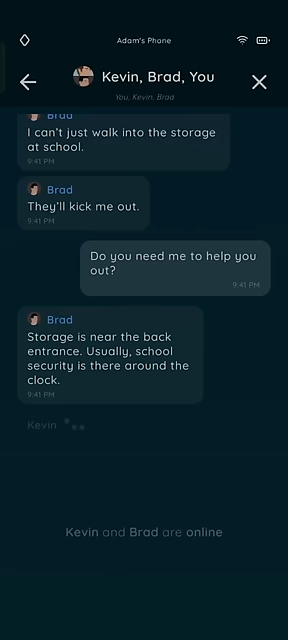 Adam's Phone
Kevin, Brad, You
You, Kevin, Brad
Brad
I can't just walk into the storage
at school.
9:41 PM
Brad
They'll kick me out.
9:41 PM
Do you need me to help you
out?
9:41 PM
Brad
Storage is near the back
entrance. Usually, school
security is there around the
clock.
9:41 PM
Kevin
Kevin and Brad are online